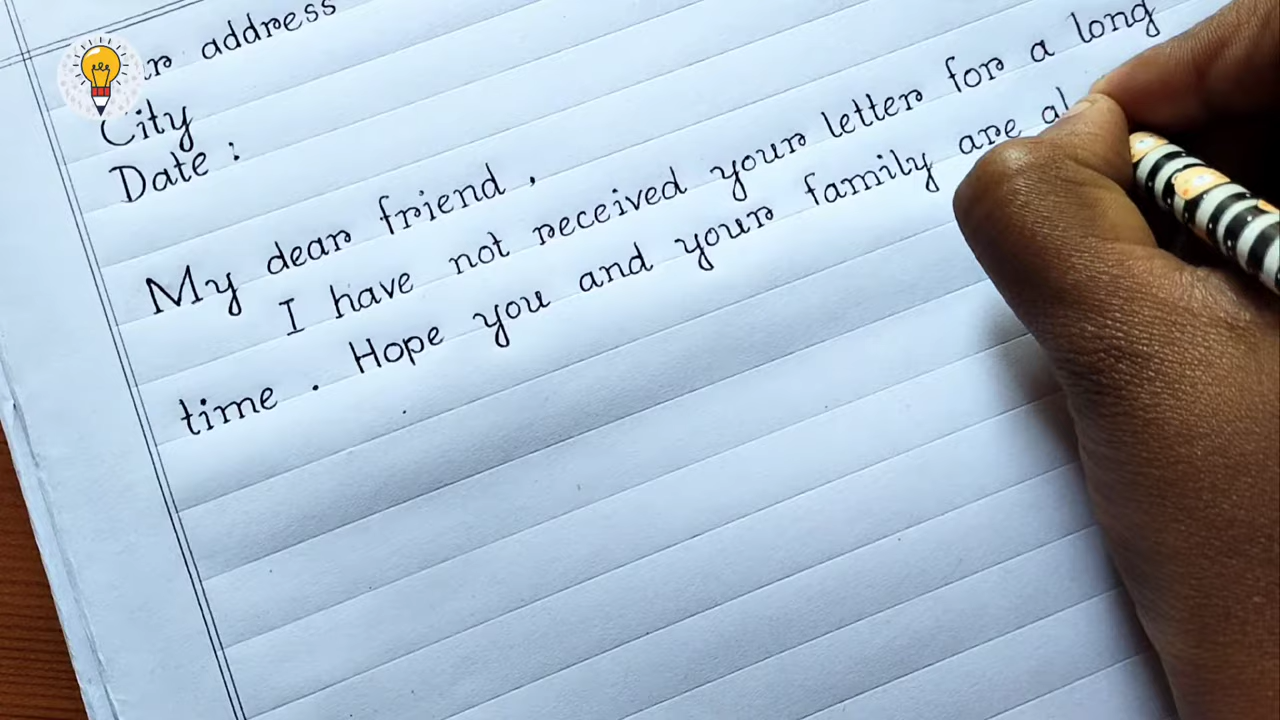 address
City
Date :
My dear friend ,
I have not received your letter for a long
time . Hope you and your family are